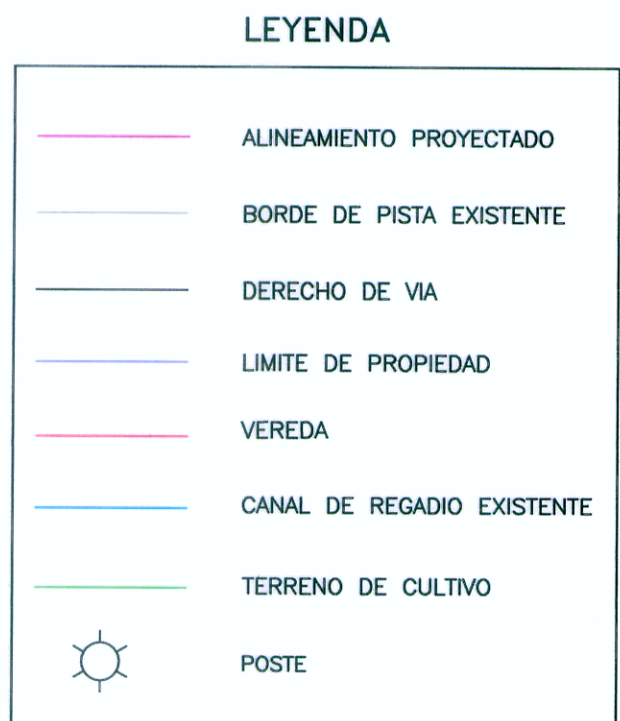 LEYENDA
ALINEAMIENTO PROYECTADO
BORDE DE PISTA EXISTENTE
DERECHO DE VIA
LIMITE DE PROPIEDAD
VEREDA
CANAL DE REGADIO EXISTENTE
TERRENO DE CULTIVO
POSTE